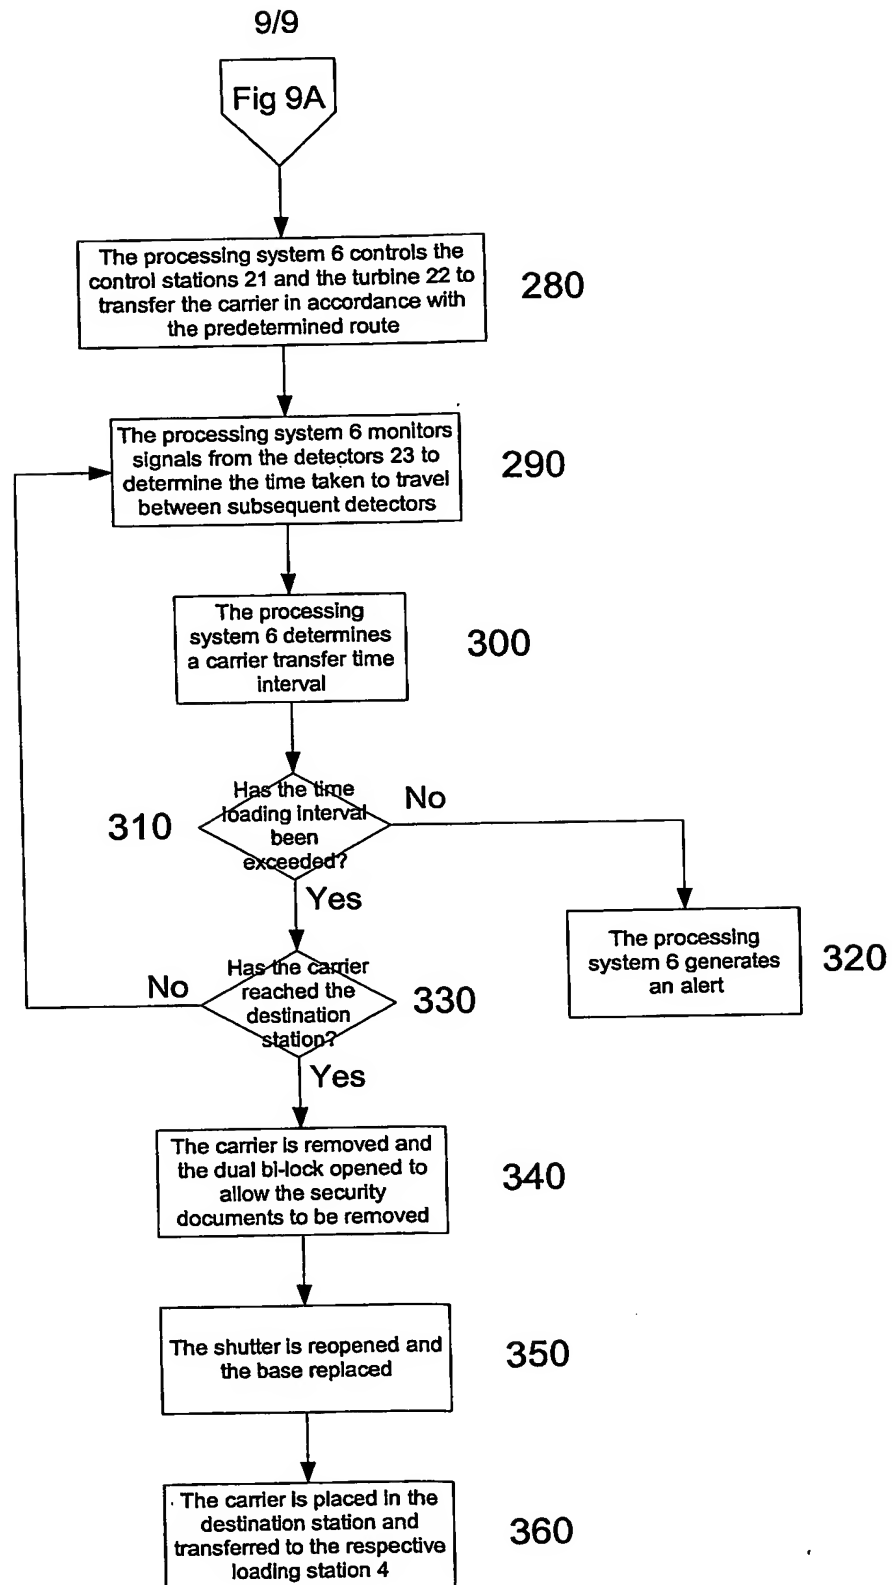 9/9
Fig 9A
The processing system 6 controls the
control stations 21 and the turbine 22 to
transfer the carrier in accordance with
the predetermined route
280
The processing system 6 monitors
signals from the detectors 23 to
determine the time taken to travel
between subsequent detectors
290
The processing
system 6 determines
a carrier transfer time
interval
300
Has the time
loading interval
been
exceeded?
310
No
Yes
The processing
system 6 generates
an alert
320
Has the carrier
reached the
destination
station?
No
330
Yes
The carrier is removed and
the dual bi-lock opened to
allow the security
documents to be removed
340
The shutter is reopened and
the base replaced
350
The carrier is placed in the
destination station and
transferred to the respective
loading station 4
360